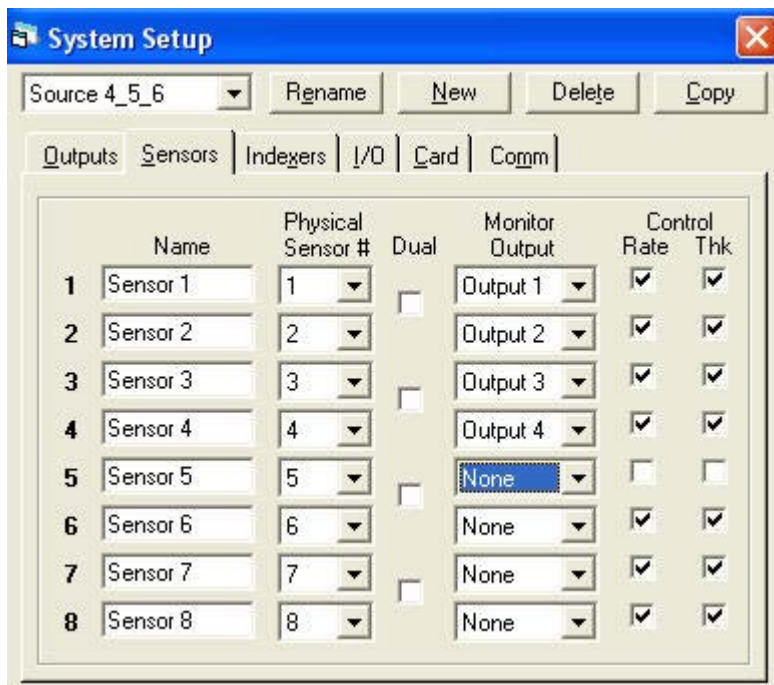 System Setup
Source 4_5_6 Rename New Delete Copy
Outputs Sensors Indexers I/O Card Comm
Physical Monitor Control
Name Sensor # Dual Output Rate Thk
1 Sensor 1 1 Output 1
2 Sensor 2 2 Output 2
3 Sensor 3 3 Output 3
4 Sensor 4 4 Output 4
5 Sensor 5 5 None
6 Sensor 6 6 None
7 Sensor 7 7 None
8 Sensor 8 8 None